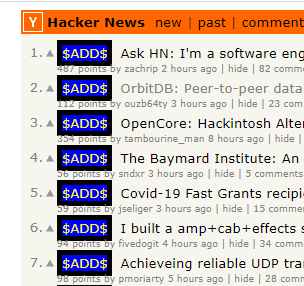 Y Hacker News new | past | comment
1. $ADD$ Ask HN: I'm a software eng
487 points by zachrip 2 hours ago | hide | 82 comme
2. $ADD$ OrbitDB: Peer-to-peer data
112 points by ouzb64ty 3 hours ago | hide | 23 com
3. $ADD$ OpenCore: Hackintosh Alter
354 points by tambourine_man 8 hours ago | hide |
4. $ADD$ The Baymard Institute: An
56 points by sndxr 3 hours ago | hide | 5 comments
5. $ADD$ Covid-19 Fast Grants recipi
59 points by jseliger 3 hours ago | hide | 15 comme
6. $ADD$ I built a amp+cab+effects s
94 points by fivedogit 4 hours ago | hide | 34 comm
7. $ADD$ Achieveing reliable UDP tran
98 points by pmoriarty 5 hours ago | hide | 28 comm